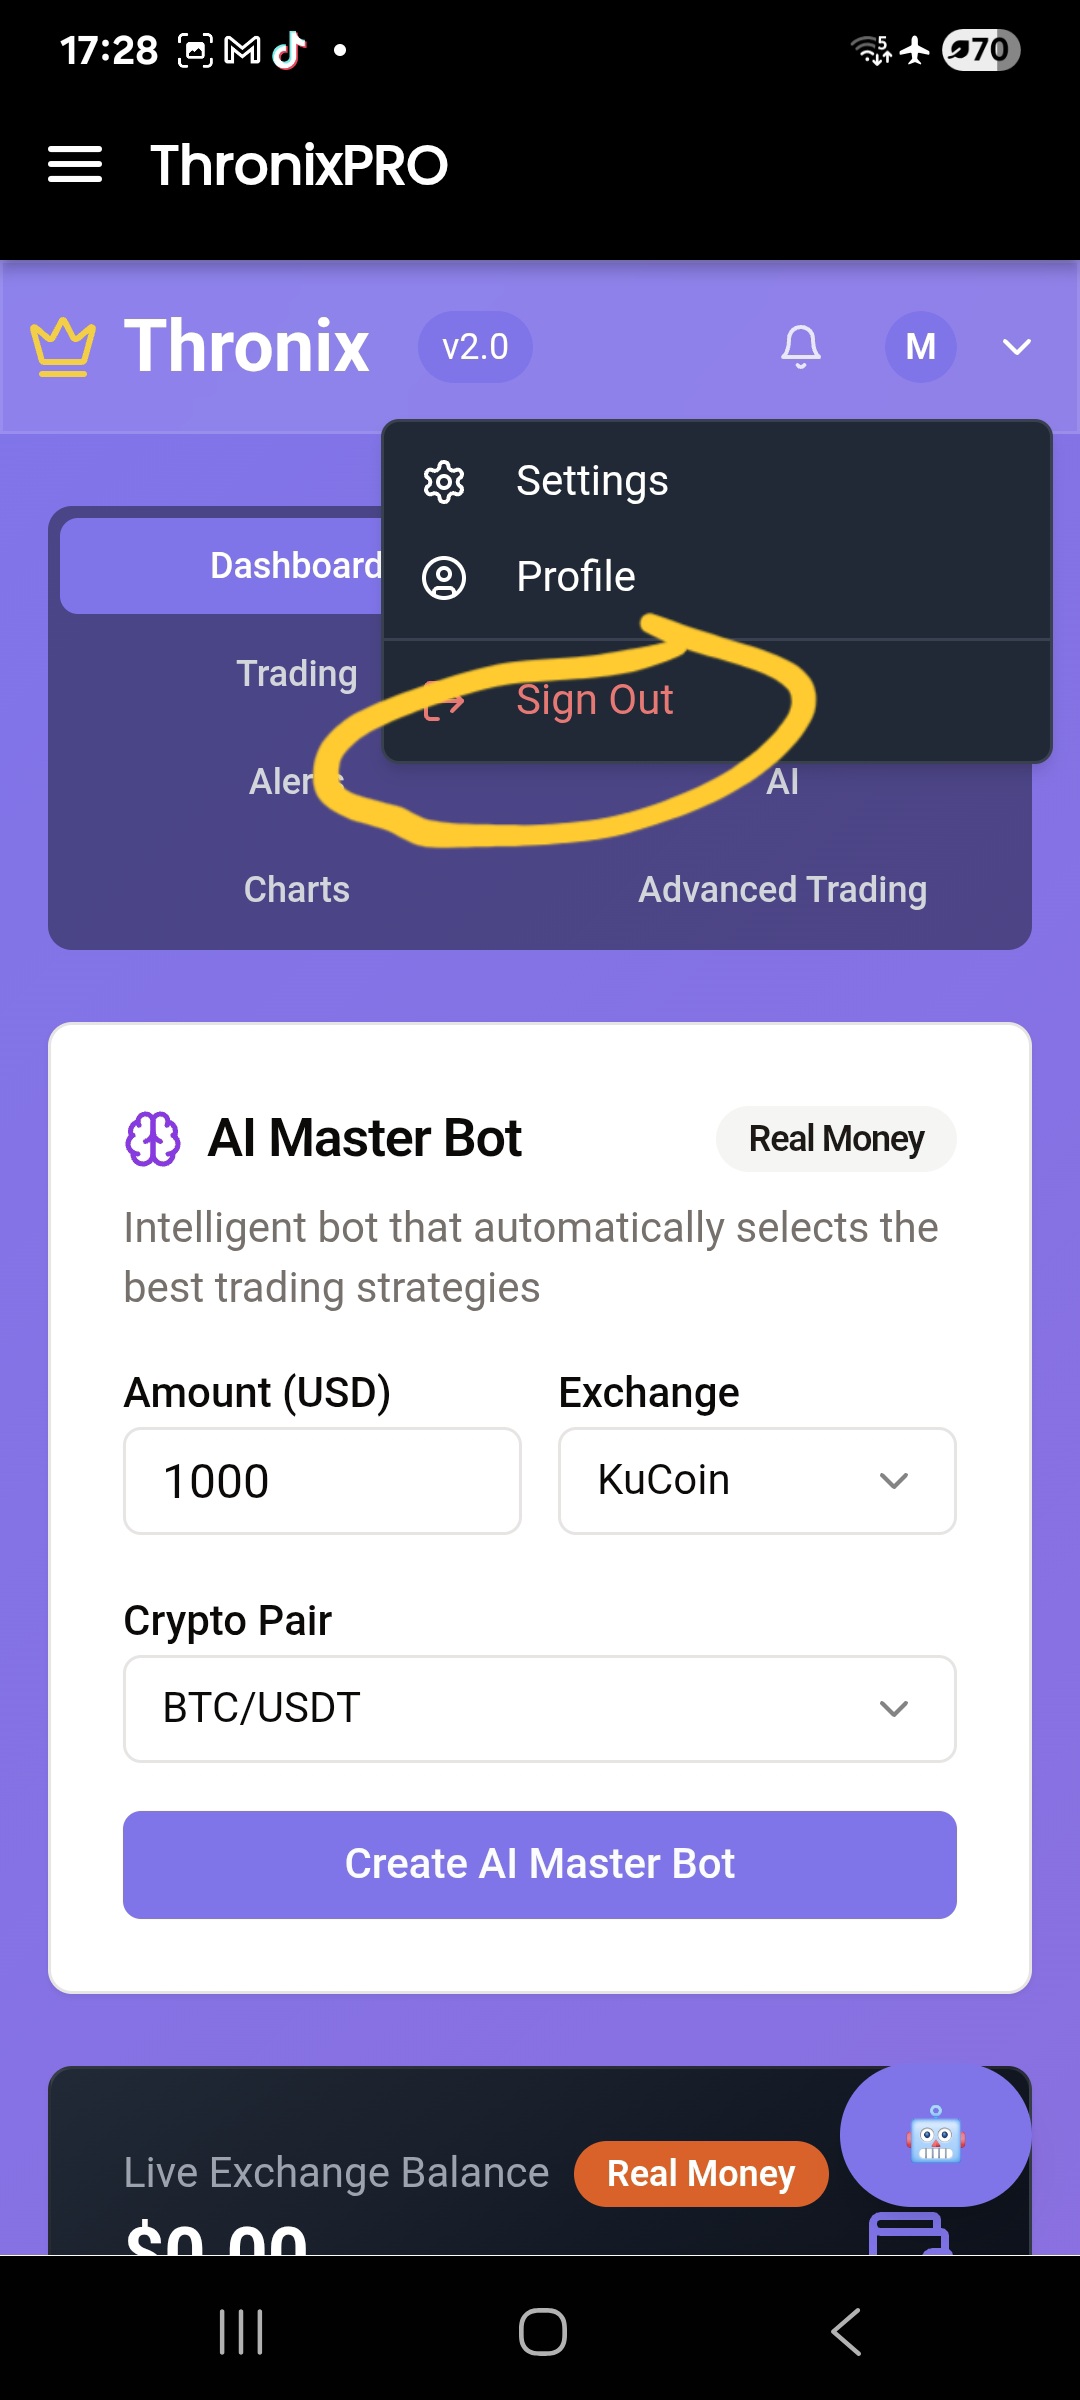 17:28
5
70
ThronixPRO
Thronix
v2.0
M
Settings
Profile
Sign Out
Dashboard
Trading
Alerts
AI
Charts
Advanced Trading
AI Master Bot
Real Money
Intelligent bot that automatically selects the
best trading strategies
Amount (USD)
Exchange
1000
KuCoin
Crypto Pair
BTC/USDT
Create AI Master Bot
Live Exchange Balance
Real Money
$0.00